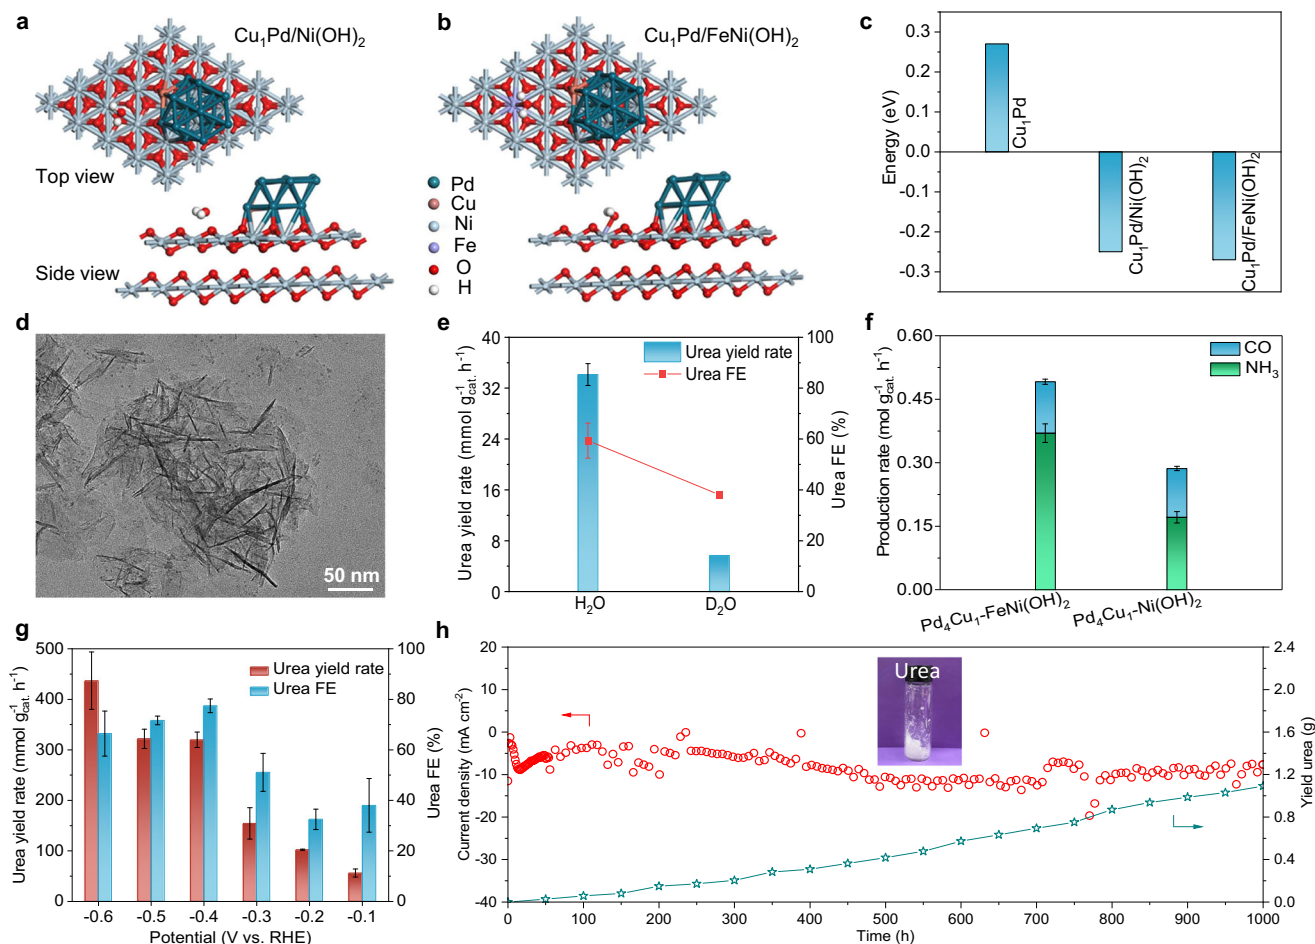 a
Cu₁Pd/Ni(OH)₂
Top view
Side view
Pd
Cu
Ni
Fe
O
H
b
Cu₁Pd/FeNi(OH)₂
c
Energy (eV)
0.3
0.2
0.1
0.0
-0.1
-0.2
-0.3
Cu₁Pd
Cu₁Pd/Ni(OH)₂
Cu₁Pd/FeNi(OH)₂
d
50 nm
e
Urea yield rate (mmol g⁻¹cat. h⁻¹)
40
32
24
16
8
0
Urea yield rate
Urea FE
100
80
60
40
20
0
Urea FE (%)
H₂O
D₂O
f
Production rate (mol g⁻¹cat. h⁻¹)
0.60
0.45
0.30
0.15
0.00
CO
NH₃
Pd₄Cu₁-FeNi(OH)₂
Pd₄Cu₁-Ni(OH)₂
g
Urea yield rate (mmol g⁻¹cat. h⁻¹)
500
400
300
200
100
0
Urea yield rate
Urea FE
100
80
60
40
20
0
Urea FE (%)
-0.6 -0.5 -0.4 -0.3 -0.2 -0.1
Potential (V vs. RHE)
h
Current density (mA cm⁻²)
20
10
0
-10
-20
-30
-40
Urea
2.4
2.0
1.6
1.2
0.8
0.4
0.0
Yield urea (g)
0 100 200 300 400 500 600 700 800 900 1000
Time (h)